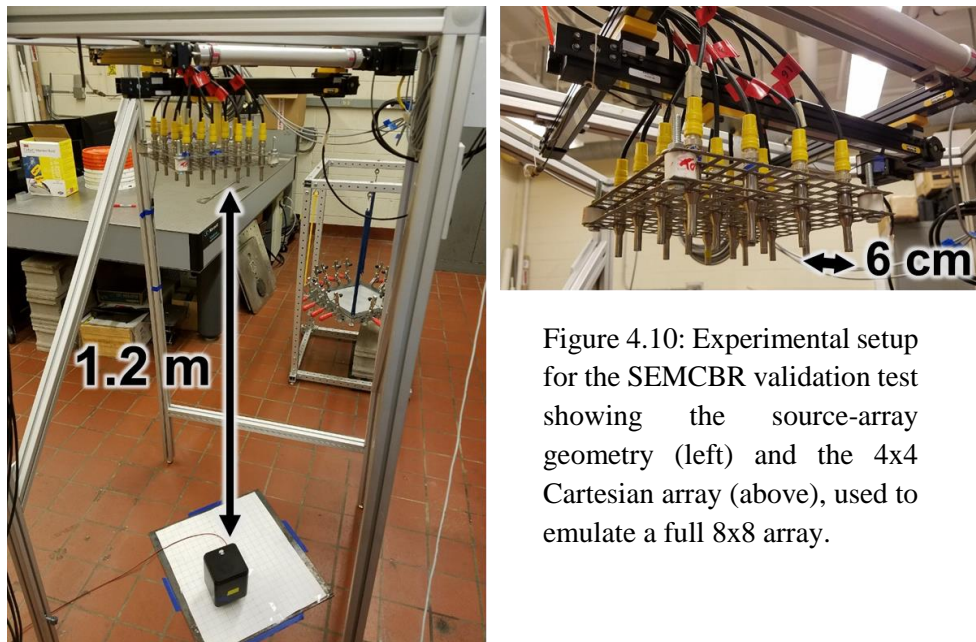 1.2 m
6 cm
Figure 4.10: Experimental setup
for the SEMCBR validation test
showing the source-array
geometry (left) and the 4x4
Cartesian array (above), used to
emulate a full 8x8 array.